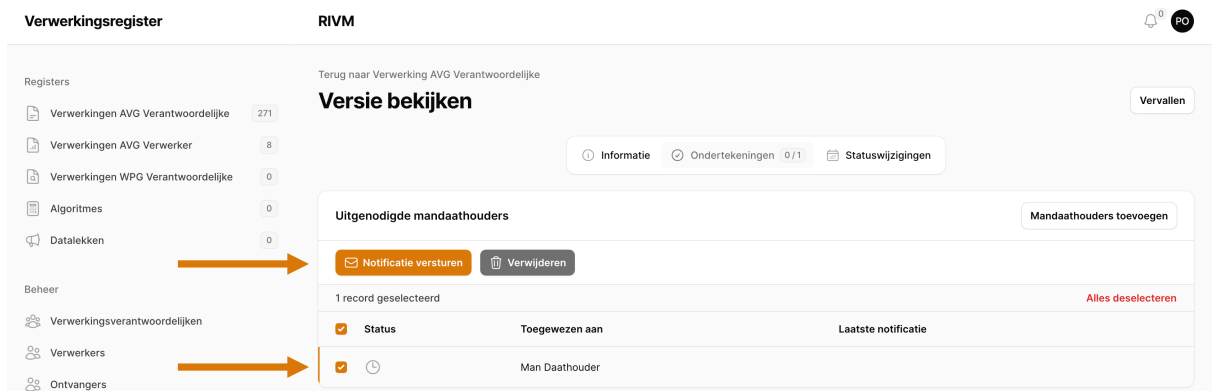 Verwerkingsregister
RIVM
0
PO
Registers
Verwerkingen AVG Verantwoordelijke 271
Verwerkingen AVG Verwerker 8
Verwerkingen WPG Verantwoordelijke 0
Algoritmes 0
Datalekken 0
Beheer
Verwerkingsverantwoordelijken
Verwerkers
Ontvangers
Terug naar Verwerking AVG Verantwoordelijke
Versie bekijken
Vervallen
Informatie Ondertekeningen 0/1 Statuswijzigingen
Uitgenodigde mandaathouders
Mandaathouders toevoegen
Notificatie versturen Verwijderen
1 record geselecteerd Alles deselecteren
Status Toegewezen aan Laatste notificatie
Man Daathouder